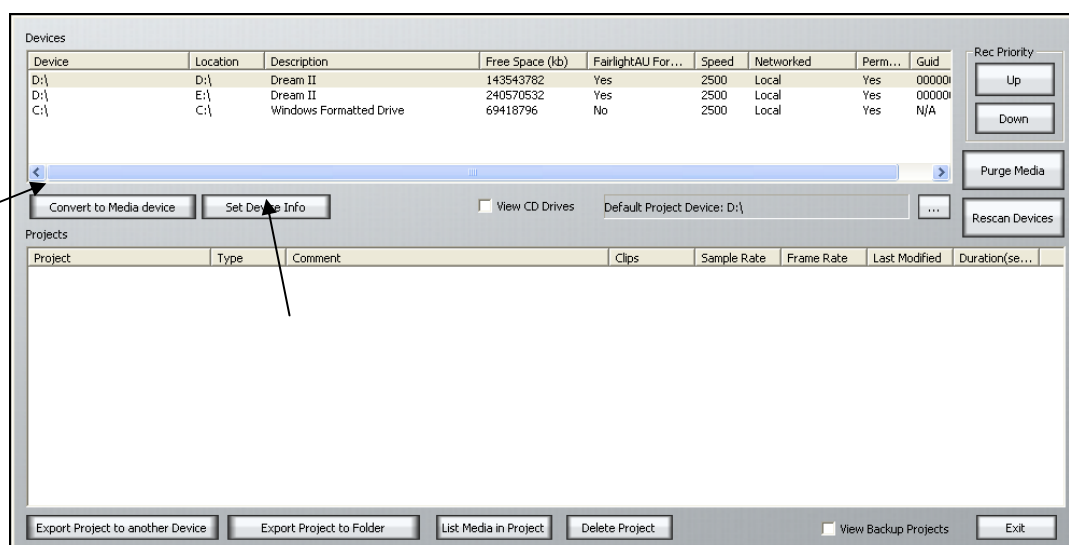 Devices
Device Location Description Free Space (kb) FairlightAU For... Speed Networked Perm... Guid
D:\ D:\ Dream II 143543782 Yes 2500 Local Yes 00000
D:\ E:\ Dream II 240570532 Yes 2500 Local Yes 00000
C:\ C:\ Windows Formatted Drive 69418796 No 2500 Local Yes N/A
Rec Priority
Up
Down
Purge Media
Convert to Media device Set Device Info View CD Drives Default Project Device: D:\ ...
Rescan Devices
Projects
Project Type Comment Clips Sample Rate Frame Rate Last Modified Duration(se...
Export Project to another Device Export Project to Folder List Media in Project Delete Project View Backup Projects Exit